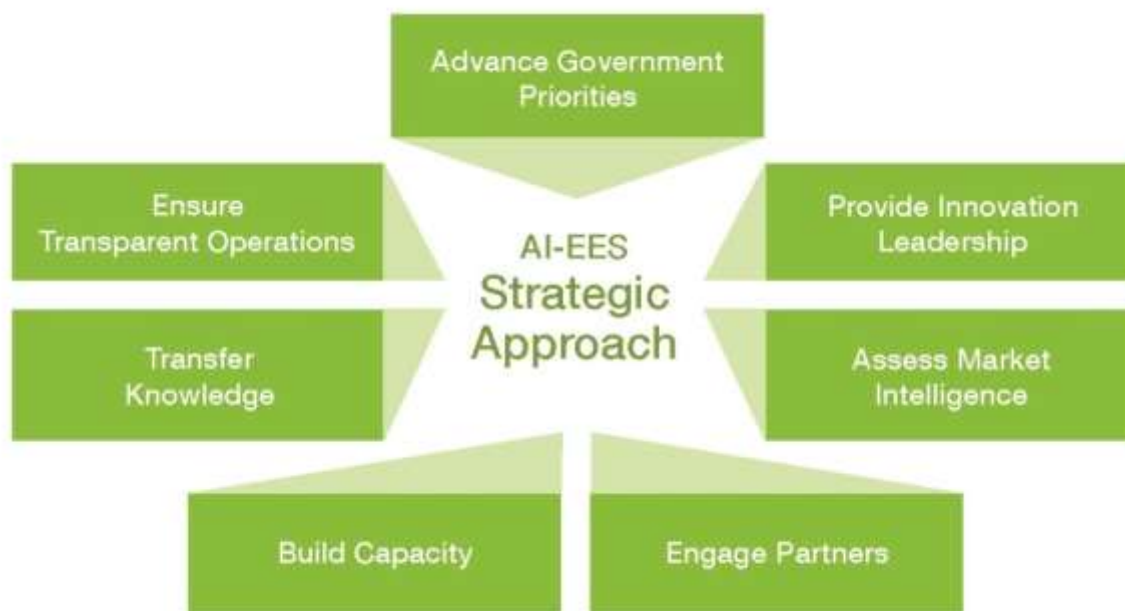 Advance Government
Priorities
Ensure
Transparent Operations
Provide Innovation
Leadership
AI-EES
Strategic
Approach
Transfer
Knowledge
Assess Market
Intelligence
Build Capacity
Engage Partners